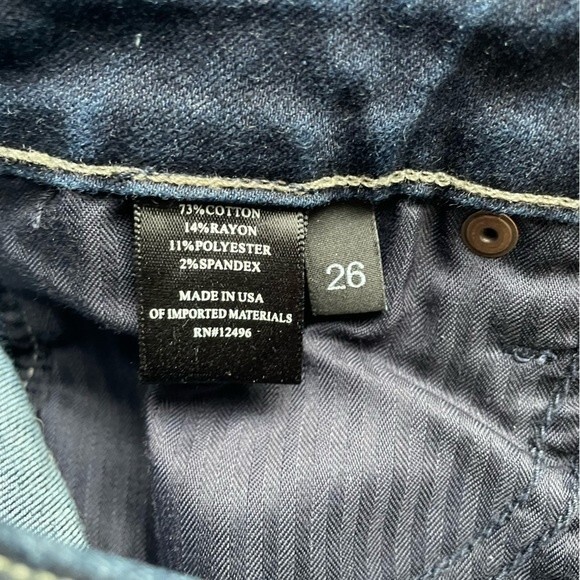 73%COTTON
14%RAYON
11%POLYESTER
2%SPANDEX
MADE IN USA
OF IMPORTED MATERIALS
RN#12496
26